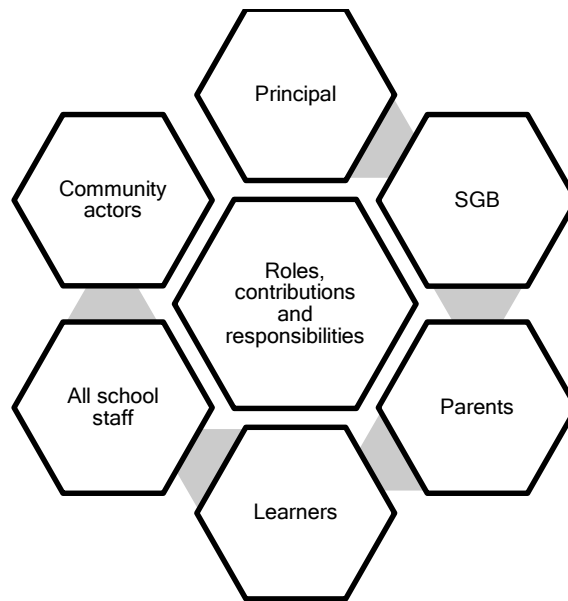 Principal
SGB
Parents
Learners
All school
staff
Community
actors
Roles,
contributions
and
responsibilities